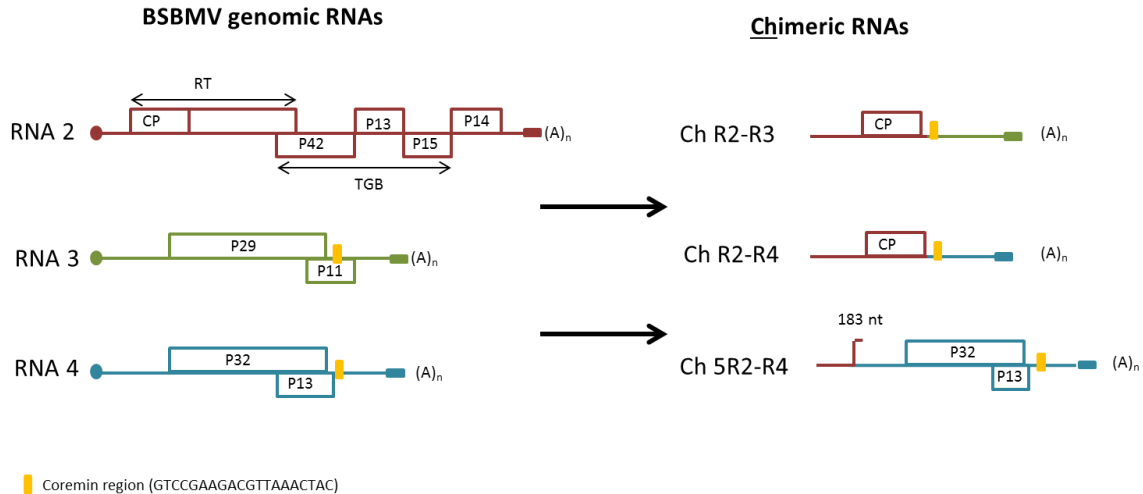 BSBMV genomic RNAs
Chimeric RNAs
RT
RNA 2
CP
P42
P13
P15
P14
(A)n
TGB
Ch R2-R3
CP
(A)n
RNA 3
P29
P11
(A)n
Ch R2-R4
CP
(A)n
RNA 4
P32
P13
(A)n
183 nt
Ch 5R2-R4
P32
P13
(A)n
Coremin region (GTCCGAAGACGTTAAACTAC)